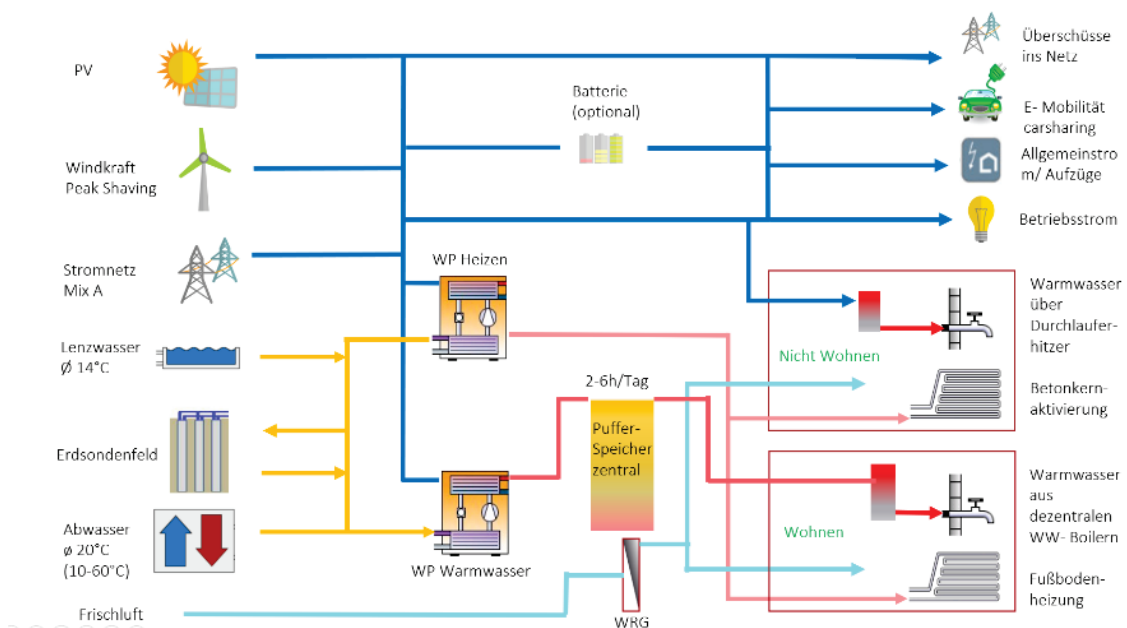 PV
Windkraft
Peak Shaving
Stromnetz
Mix A
Lenzwasser
Ø 14°C
Erdsondenfeld
Abwasser
ø 20°C
(10-60°C)
Frischluft
Batterie
(optional)
WP Heizen
2-6h/Tag
Puffer-
Speicher
zentral
WP Warmwasser
WRG
Überschüsse
ins Netz
E- Mobilität
carsharing
Allgemeinstro
m/ Aufzüge
Betriebsstrom
Nicht Wohnen
Warmwasser
über
Durchlaufer-
hitzer
Betonkern-
aktivierung
Wohnen
Warmwasser
aus
dezentralen
WW- Boilern
Fußboden-
heizung